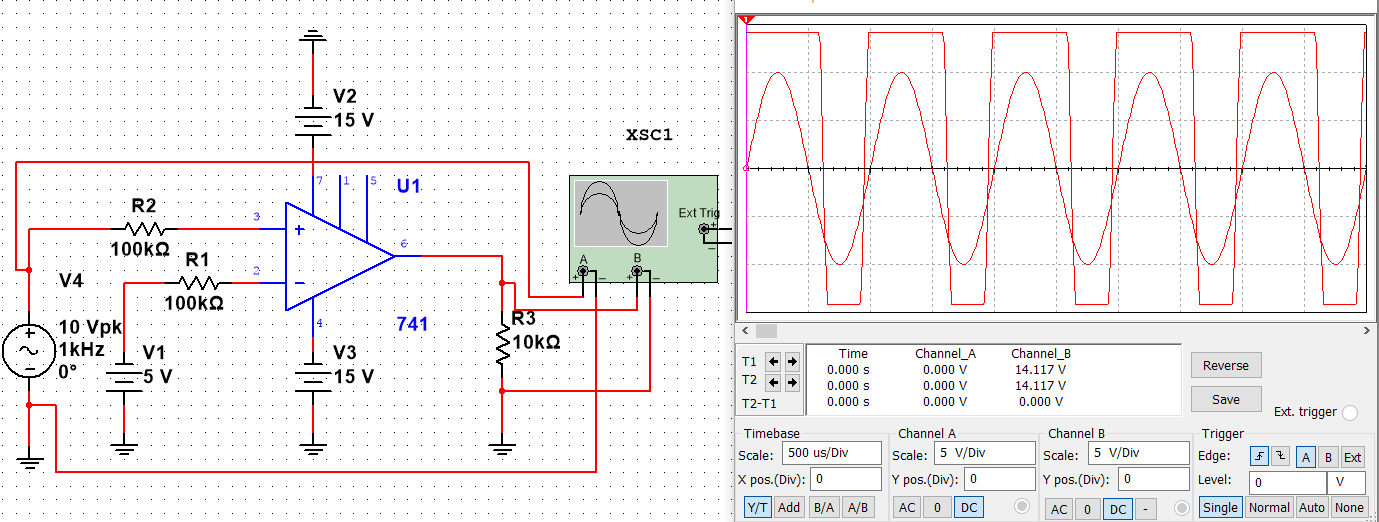 V2
15 V
XSC1
7
1
5
U1
R2
3
+
6
100kΩ
Ext Trig
+
_
A
B
+
_
+
_
R1
2
V4
100kΩ
4
741
R3
10kΩ
10 Vpk
1kHz
0°
V1
5 V
V3
15 V
1
T1
T2
T2-T1
Time Channel_A Channel_B
0.000 s 0.000 V 14.117 V
0.000 s 0.000 V 14.117 V
0.000 s 0.000 V 0.000 V
Reverse
Save
Ext. trigger
Timebase
Scale: 500 us/Div
X pos.(Div): 0
Y/T Add B/A A/B
Channel A
Scale: 5 V/Div
Y pos.(Div): 0
AC 0 DC
Channel B
Scale: 5 V/Div
Y pos.(Div): 0
AC 0 DC -
Trigger
Edge: A B Ext
Level: 0 V
Single Normal Auto None